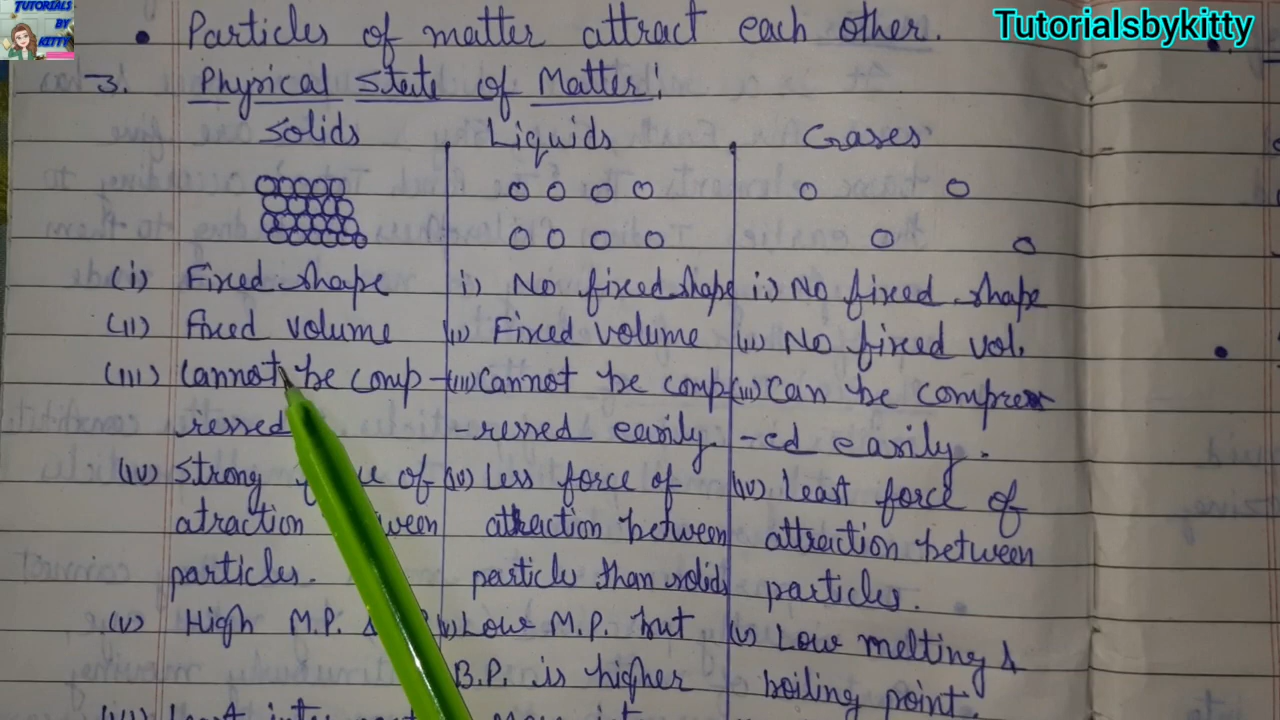 TUTORIALS
BY
KITTY
Tutorialsbykitty
• Particles of matter attract each other.
3. Physical State of Matter!
Solids Liquids Gases
(i) Fixed shape i) No fixed shape i) No fixed shape
(ii) fixed volume ii) Fixed volume (ii) No fixed vol.
(iii) Cannot be comp- (iii) Cannot be comp (iii) Can be compress
ressed -ressed easily. -ed easily.
(iv) Strong of (iv) Less force of (iv) Least force of
atraction attraction between attraction between
particles. particle than solids particles.
(v) High M.P. (v) Low M.P. but (v) Low melting &
B.P. is higher boiling point.